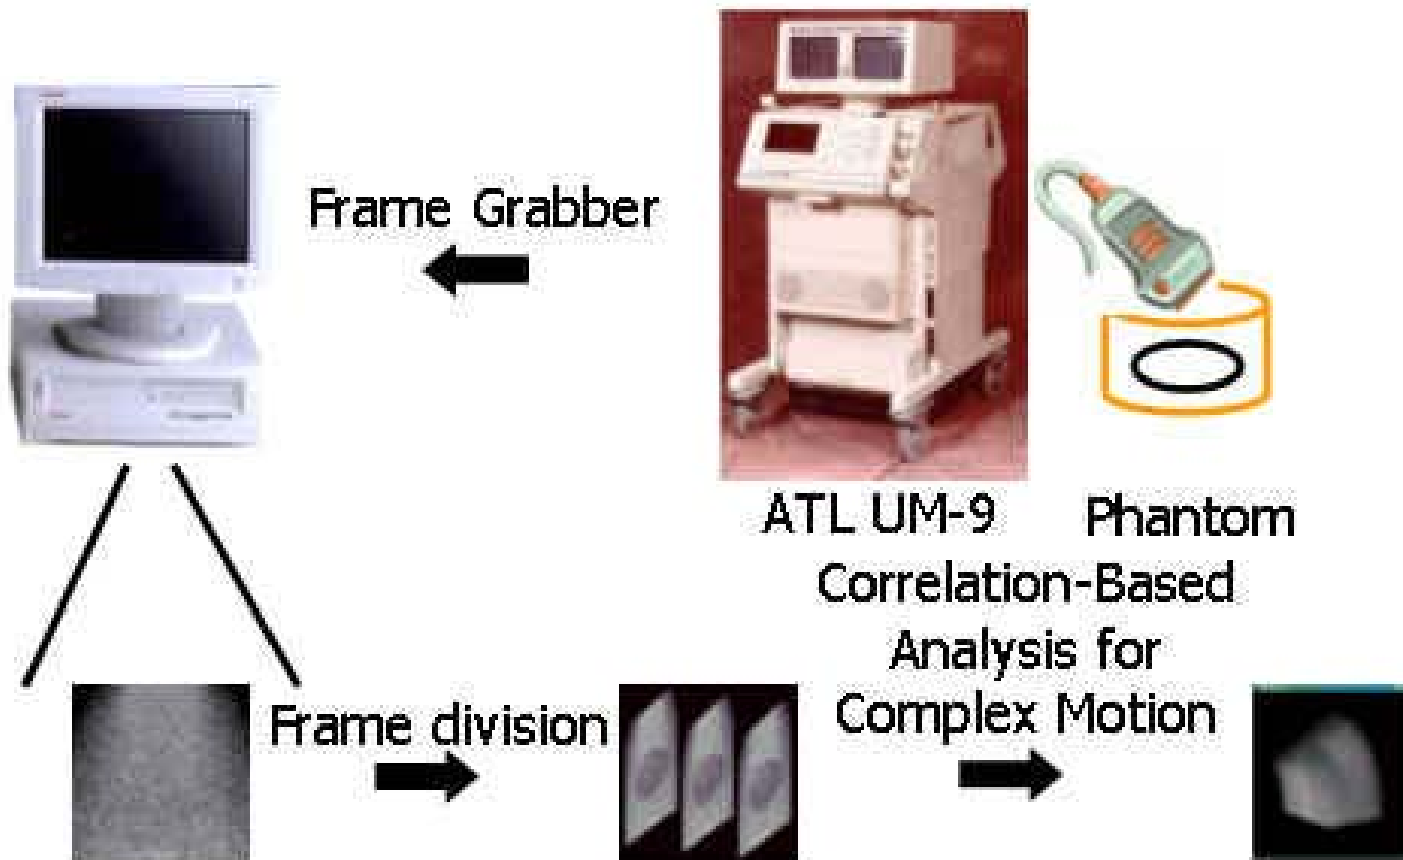 Frame Grabber
ATL UM-9
Phantom
Correlation-Based
Analysis for
Complex Motion
Frame division